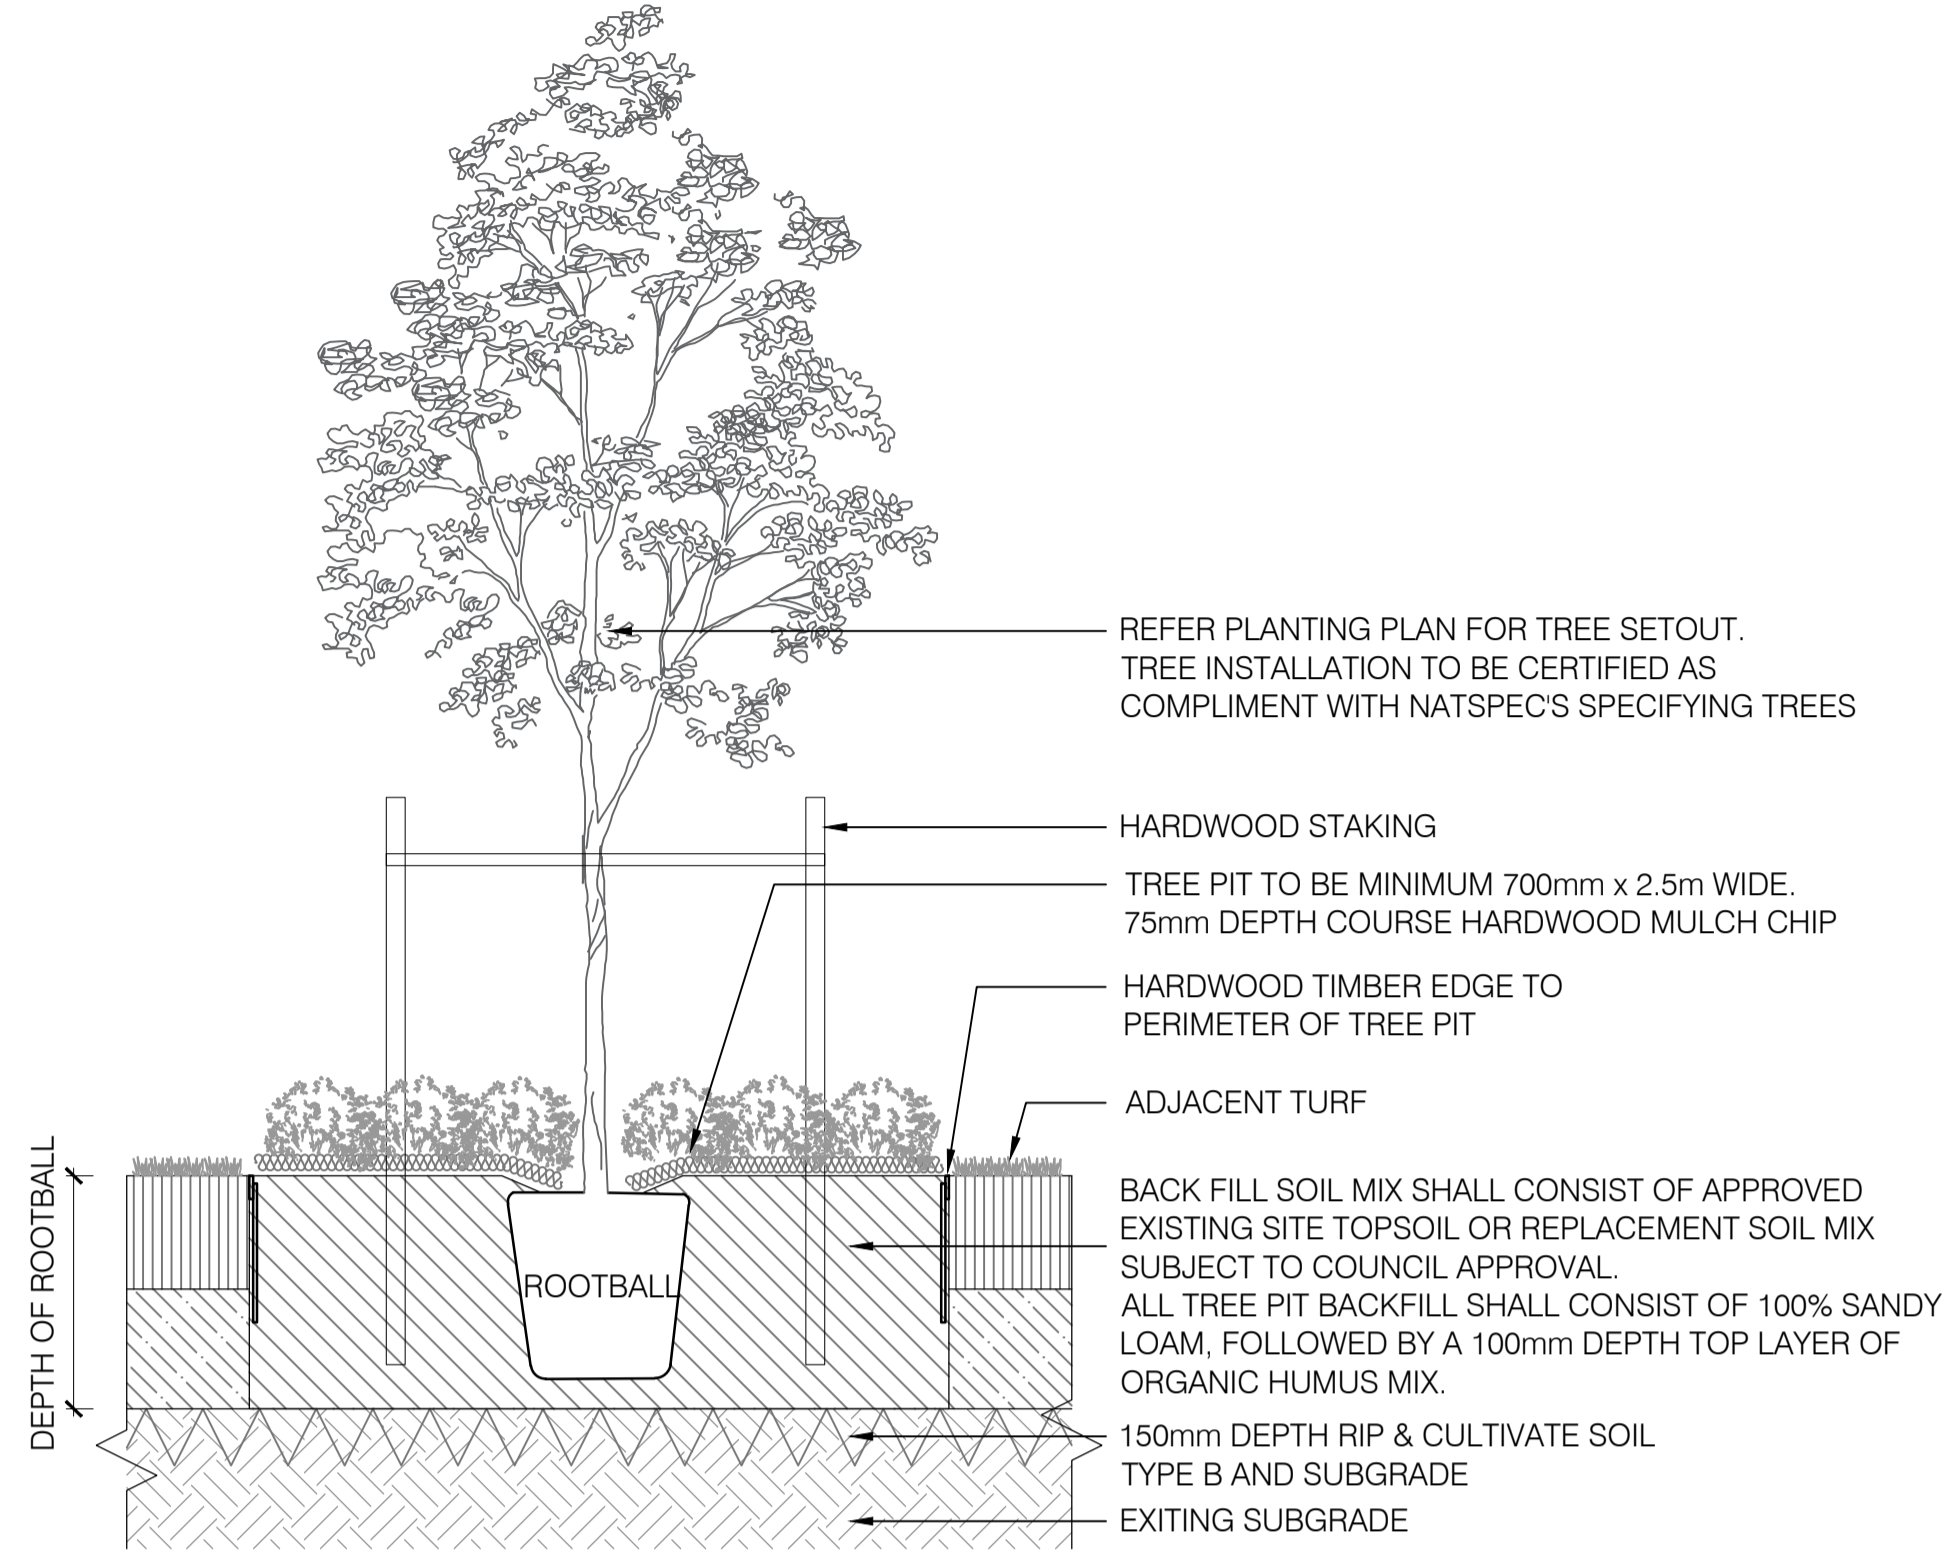 REFER PLANTING PLAN FOR TREE SETOUT.
TREE INSTALLATION TO BE CERTIFIED AS
COMPLIMENT WITH NATSPEC'S SPECIFYING TREES
HARDWOOD STAKING
TREE PIT TO BE MINIMUM 700mm x 2.5m WIDE.
75mm DEPTH COURSE HARDWOOD MULCH CHIP
HARDWOOD TIMBER EDGE TO
PERIMETER OF TREE PIT
ADJACENT TURF
BACK FILL SOIL MIX SHALL CONSIST OF APPROVED
EXISTING SITE TOPSOIL OR REPLACEMENT SOIL MIX
SUBJECT TO COUNCIL APPROVAL.
ALL TREE PIT BACKFILL SHALL CONSIST OF 100% SANDY
LOAM, FOLLOWED BY A 100mm DEPTH TOP LAYER OF
ORGANIC HUMUS MIX.
150mm DEPTH RIP & CULTIVATE SOIL
TYPE B AND SUBGRADE
EXITING SUBGRADE
DEPTH OF ROOTBALL
ROOTBALL